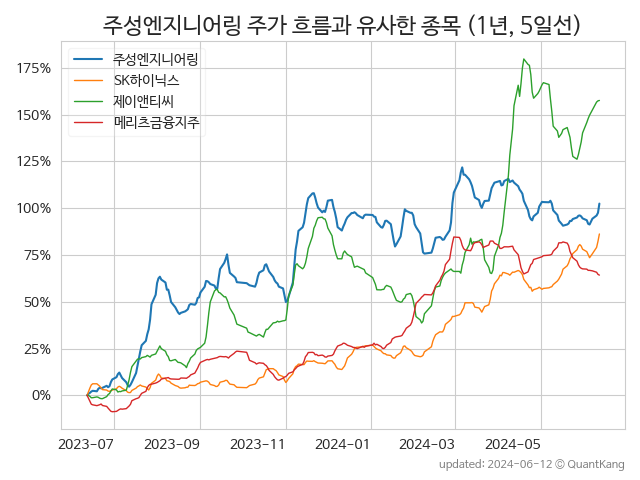 주성엔지니어링 주가 흐름과 유사한 종목 (1년, 5일선)
주성엔지니어링
SK하이닉스
제이앤티씨
메리츠금융지주
175%
150%
125%
100%
75%
50%
25%
0%
2023-07 2023-09 2023-11 2024-01 2024-03 2024-05
updated: 2024-06-12 © QuantKang